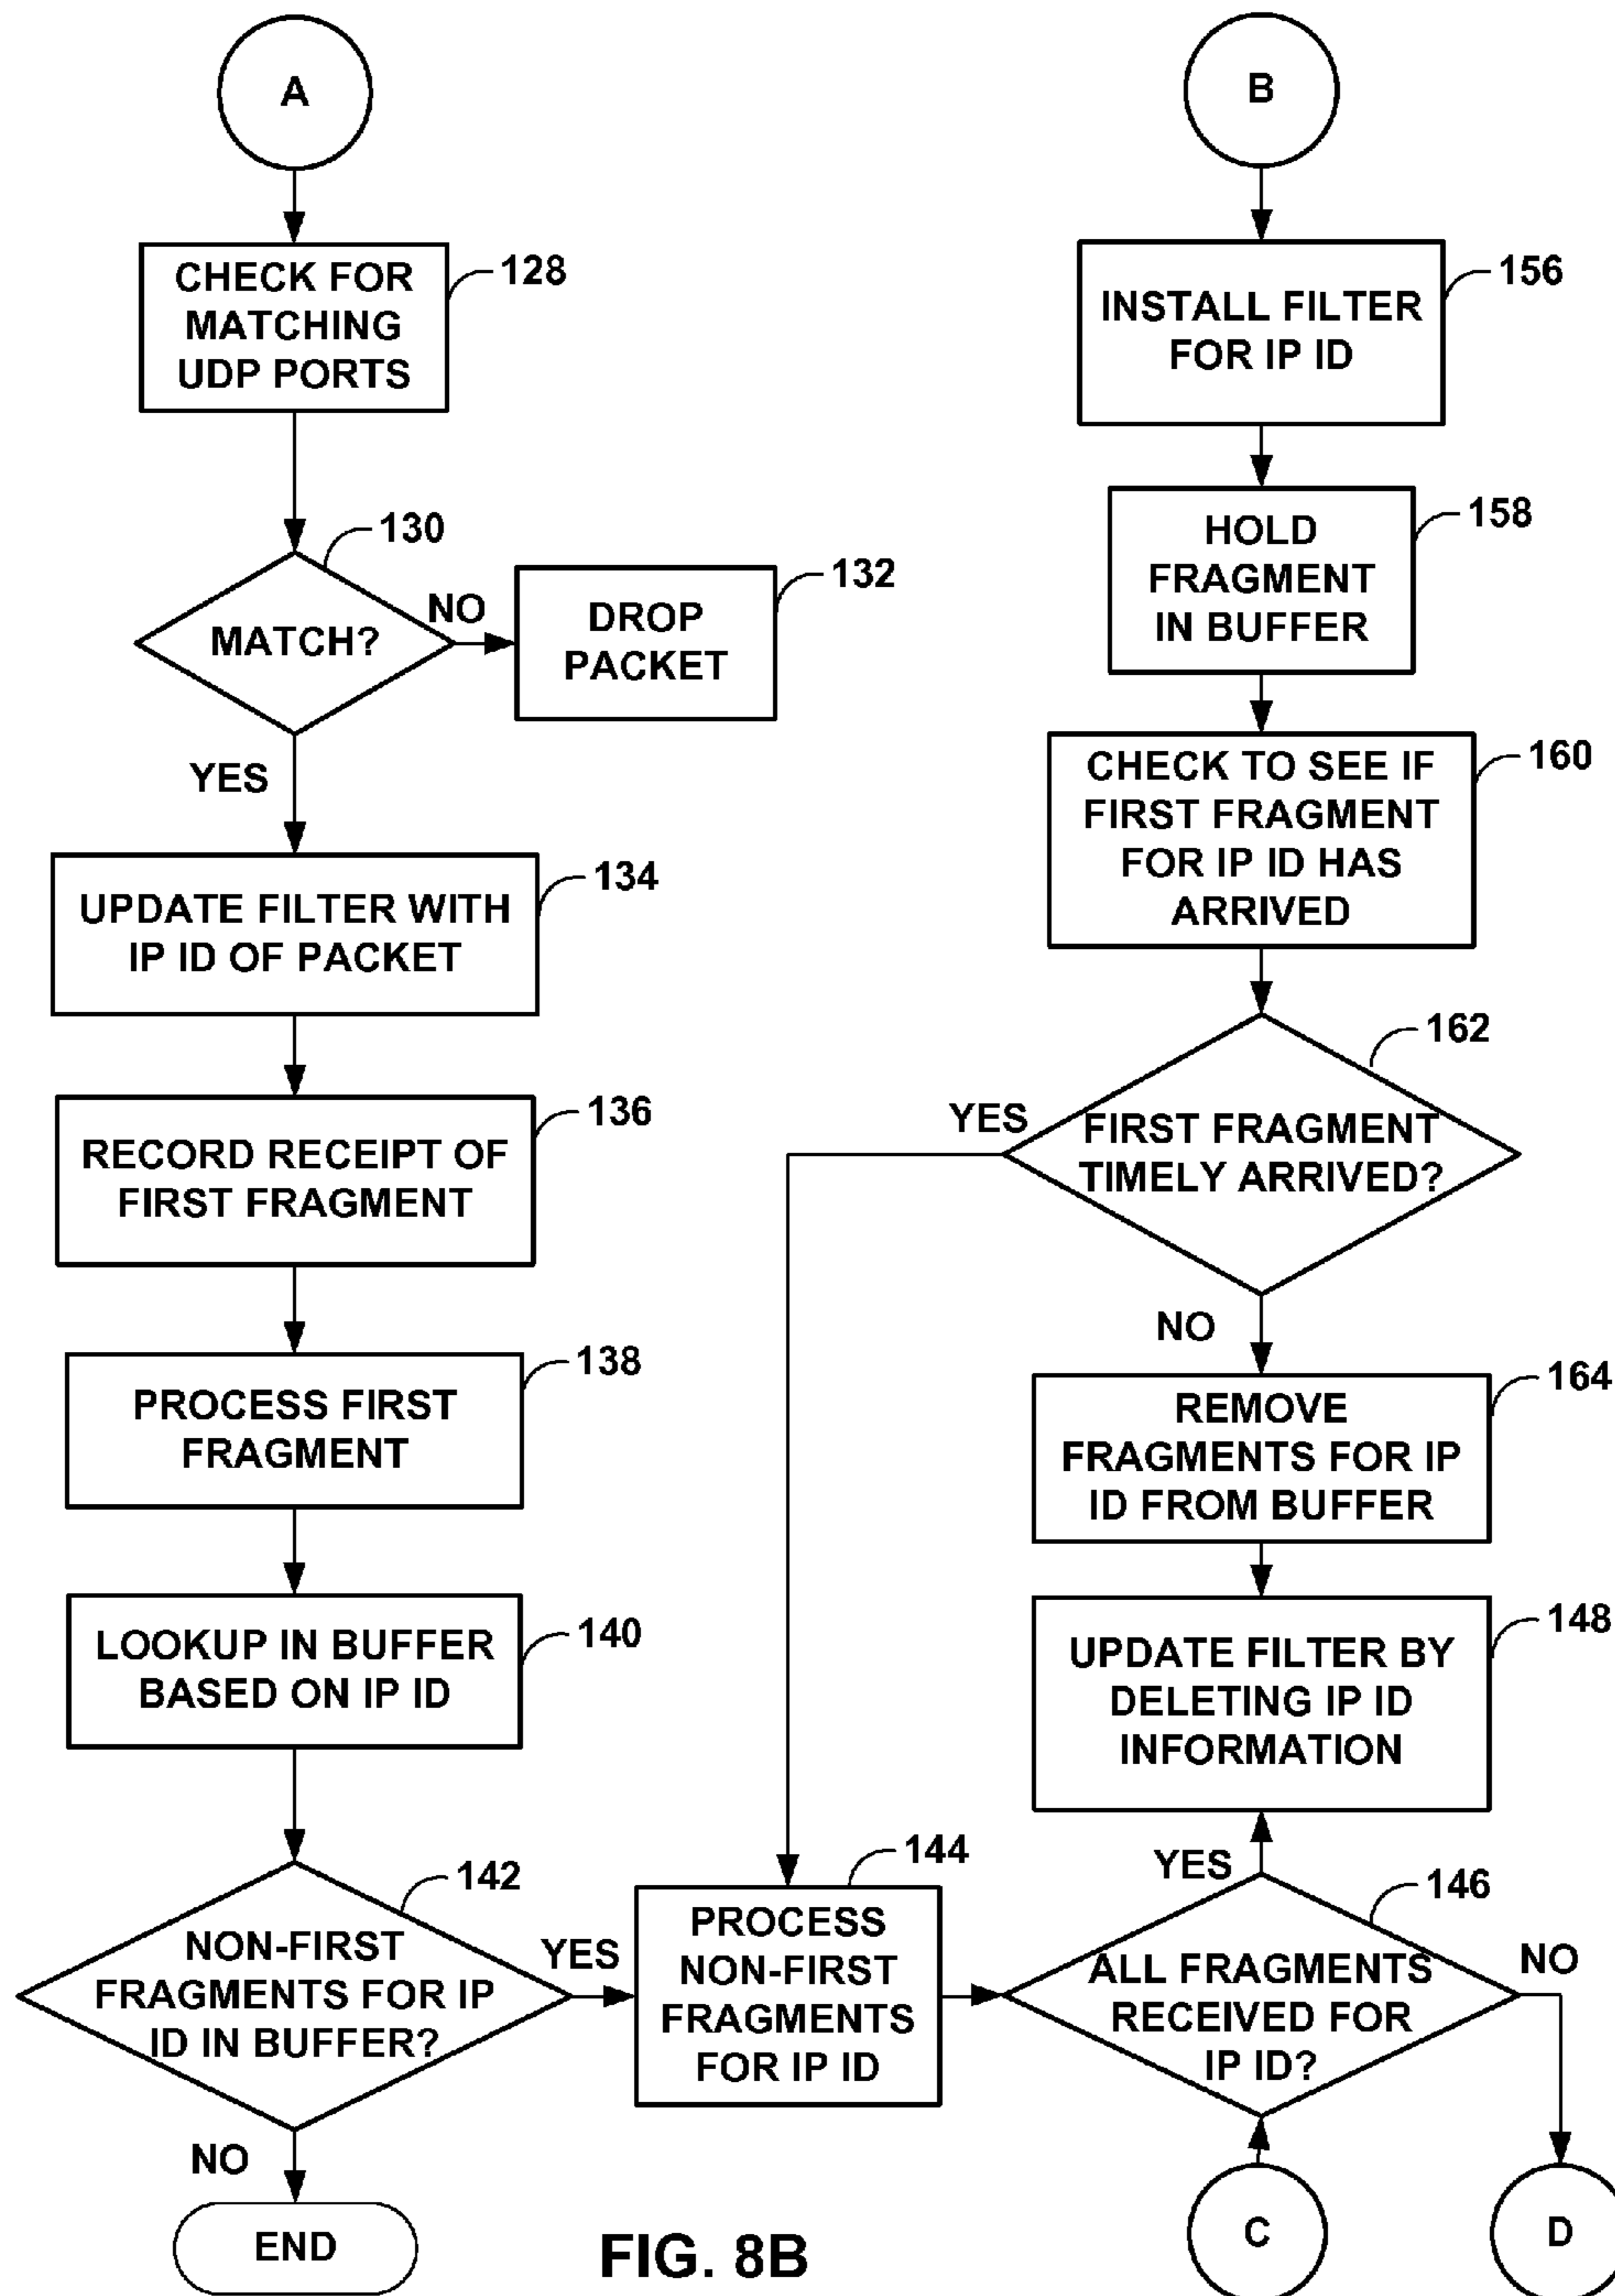 A
CHECK FOR
MATCHING
UDP PORTS
128
130
MATCH?
NO
DROP
PACKET
132
YES
UPDATE FILTER WITH
IP ID OF PACKET
134
RECORD RECEIPT OF
FIRST FRAGMENT
136
PROCESS FIRST
FRAGMENT
138
LOOKUP IN BUFFER
BASED ON IP ID
140
142
NON-FIRST
FRAGMENTS FOR IP
ID IN BUFFER?
YES
NO
END
144
PROCESS
NON-FIRST
FRAGMENTS
FOR IP ID
B
INSTALL FILTER
FOR IP ID
156
HOLD
FRAGMENT
IN BUFFER
158
CHECK TO SEE IF
FIRST FRAGMENT
FOR IP ID HAS
ARRIVED
160
162
YES
FIRST FRAGMENT
TIMELY ARRIVED?
NO
REMOVE
FRAGMENTS FOR IP
ID FROM BUFFER
164
UPDATE FILTER BY
DELETING IP ID
INFORMATION
148
YES
146
ALL FRAGMENTS
RECEIVED FOR
IP ID?
NO
C
D
FIG. 8B